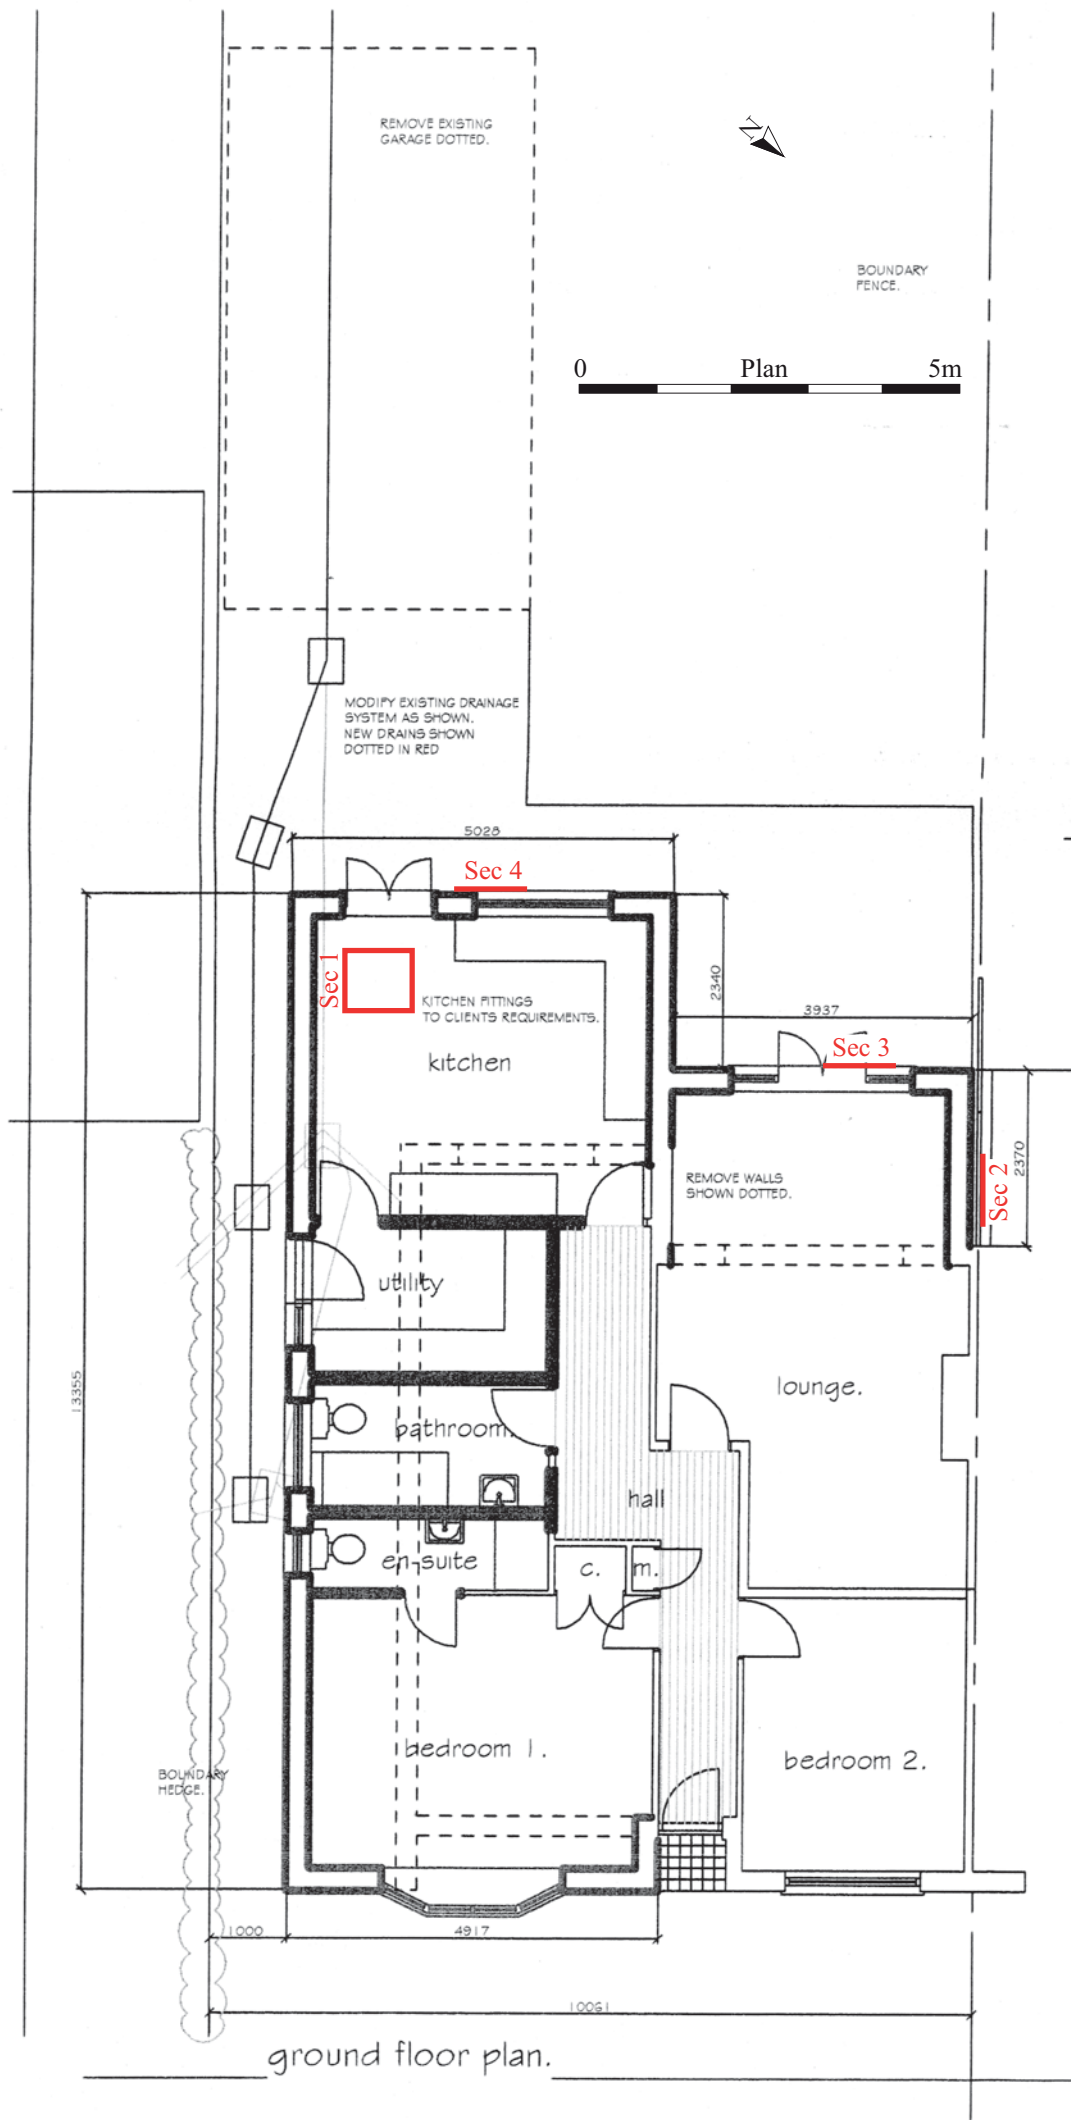 REMOVE EXISTING
GARAGE DOTTED.
N
BOUNDARY
FENCE.
0 Plan 5m
MODIFY EXISTING DRAINAGE
SYSTEM AS SHOWN.
NEW DRAINS SHOWN
DOTTED IN RED
5028
Sec 4
Sec 1
2340
KITCHEN FITTINGS
TO CLIENTS REQUIREMENTS.
3937
Sec 3
kitchen
2370
Sec 2
REMOVE WALLS
SHOWN DOTTED.
utility
13355
lounge.
bathroom.
hall
en-suite
c.
m.
bedroom 1.
bedroom 2.
BOUNDARY
HEDGE.
1000
4917
10061
ground floor plan.